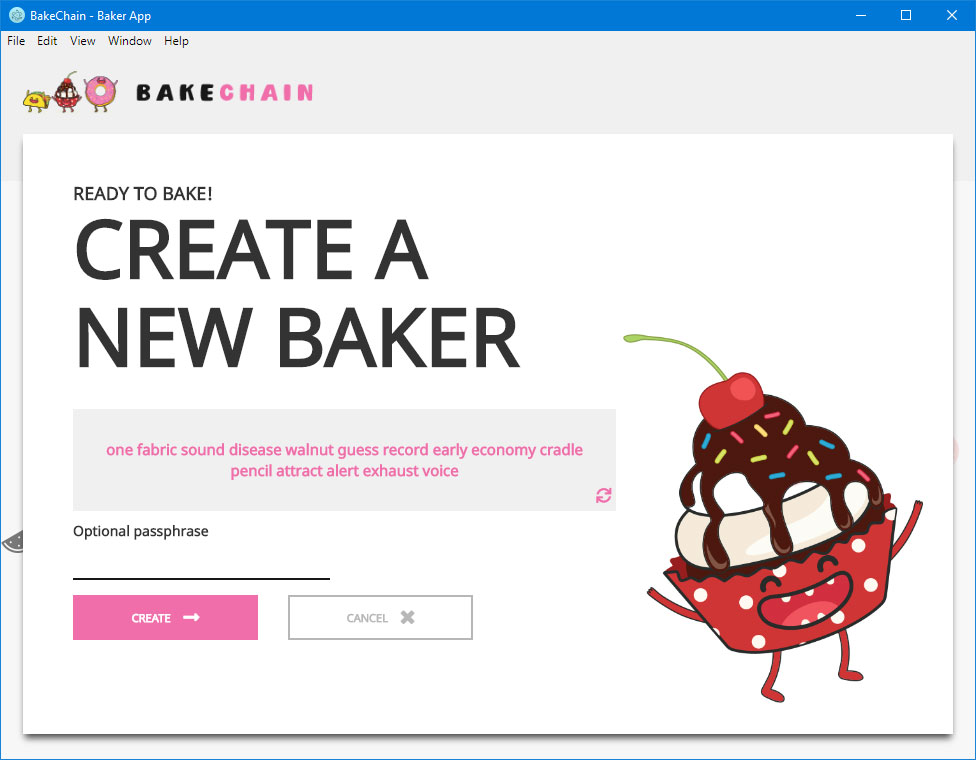 BakeChain - Baker App
File Edit View Window Help
BAKECHAIN
READY TO BAKE!
CREATE A
NEW BAKER
one fabric sound disease walnut guess record early economy cradle
pencil attract alert exhaust voice
Optional passphrase
CREATE
CANCEL